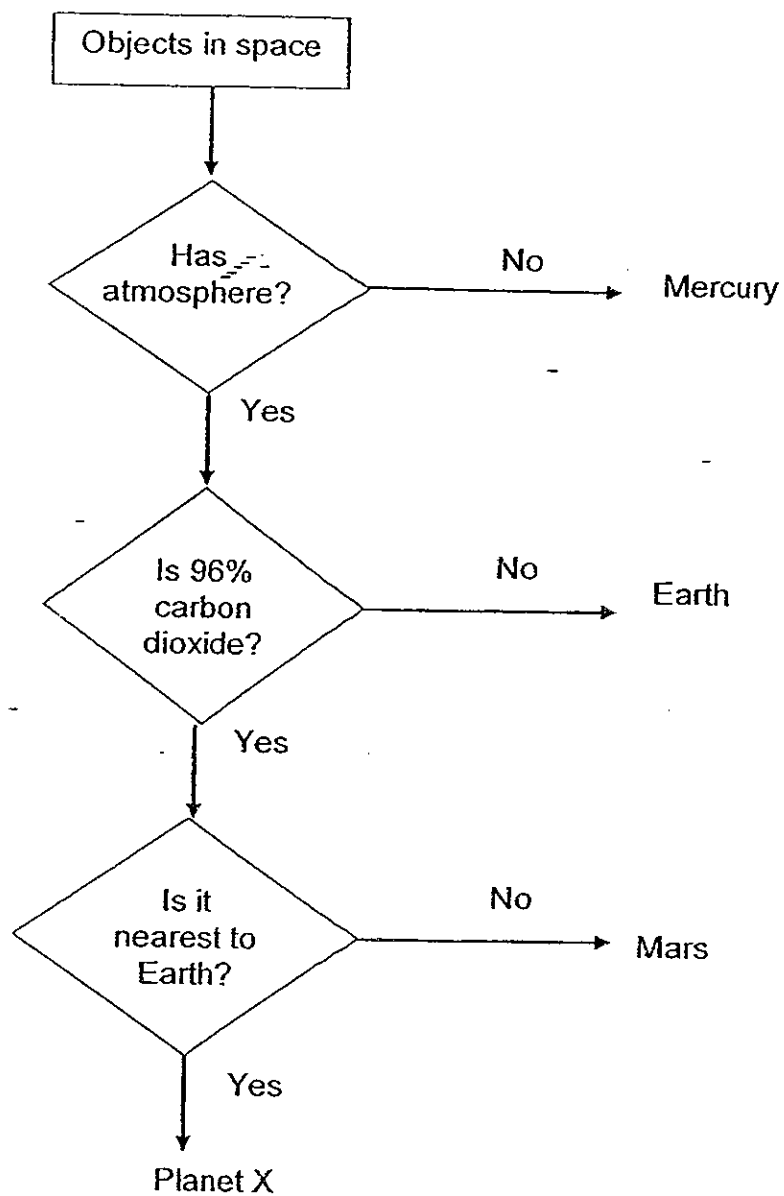 Objects in space
Has
atmosphere?
No
Mercury
Yes
Is 96%
carbon
dioxide?
No
Earth
Yes
Is it
nearest to
Earth?
No
Mars
Yes
Planet X